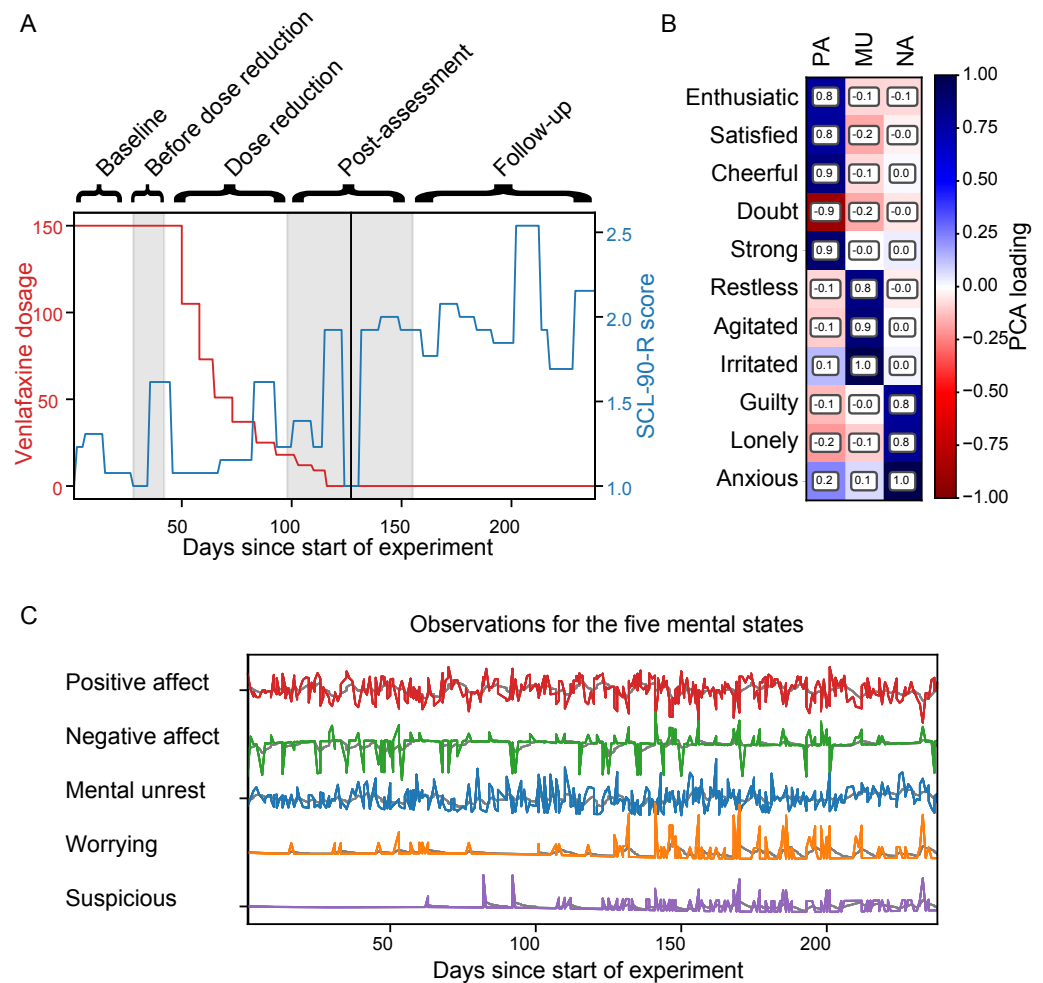 A
Baseline
Before dose reduction
Dose reduction
Post-assessment
Follow-up
150
100
50
0
Venlafaxine dosage
2.5
2.0
1.5
1.0
SCL-90-R score
50 100 150 200
Days since start of experiment
B
PA MU NA
Enthusiatic 0.8 -0.1 -0.1
Satisfied 0.8 -0.2 -0.0
Cheerful 0.9 -0.1 0.0
Doubt -0.9 -0.2 -0.0
Strong 0.9 -0.0 0.0
Restless -0.1 0.8 -0.0
Agitated -0.1 0.9 0.0
Irritated 0.1 1.0 0.0
Guilty -0.1 -0.0 0.8
Lonely -0.2 -0.1 0.8
Anxious 0.2 0.1 1.0
1.00
0.75
0.50
0.25
0.00
−0.25
−0.50
−0.75
−1.00
PCA loading
C
Observations for the five mental states
Positive affect
Negative affect
Mental unrest
Worrying
Suspicious
50 100 150 200
Days since start of experiment